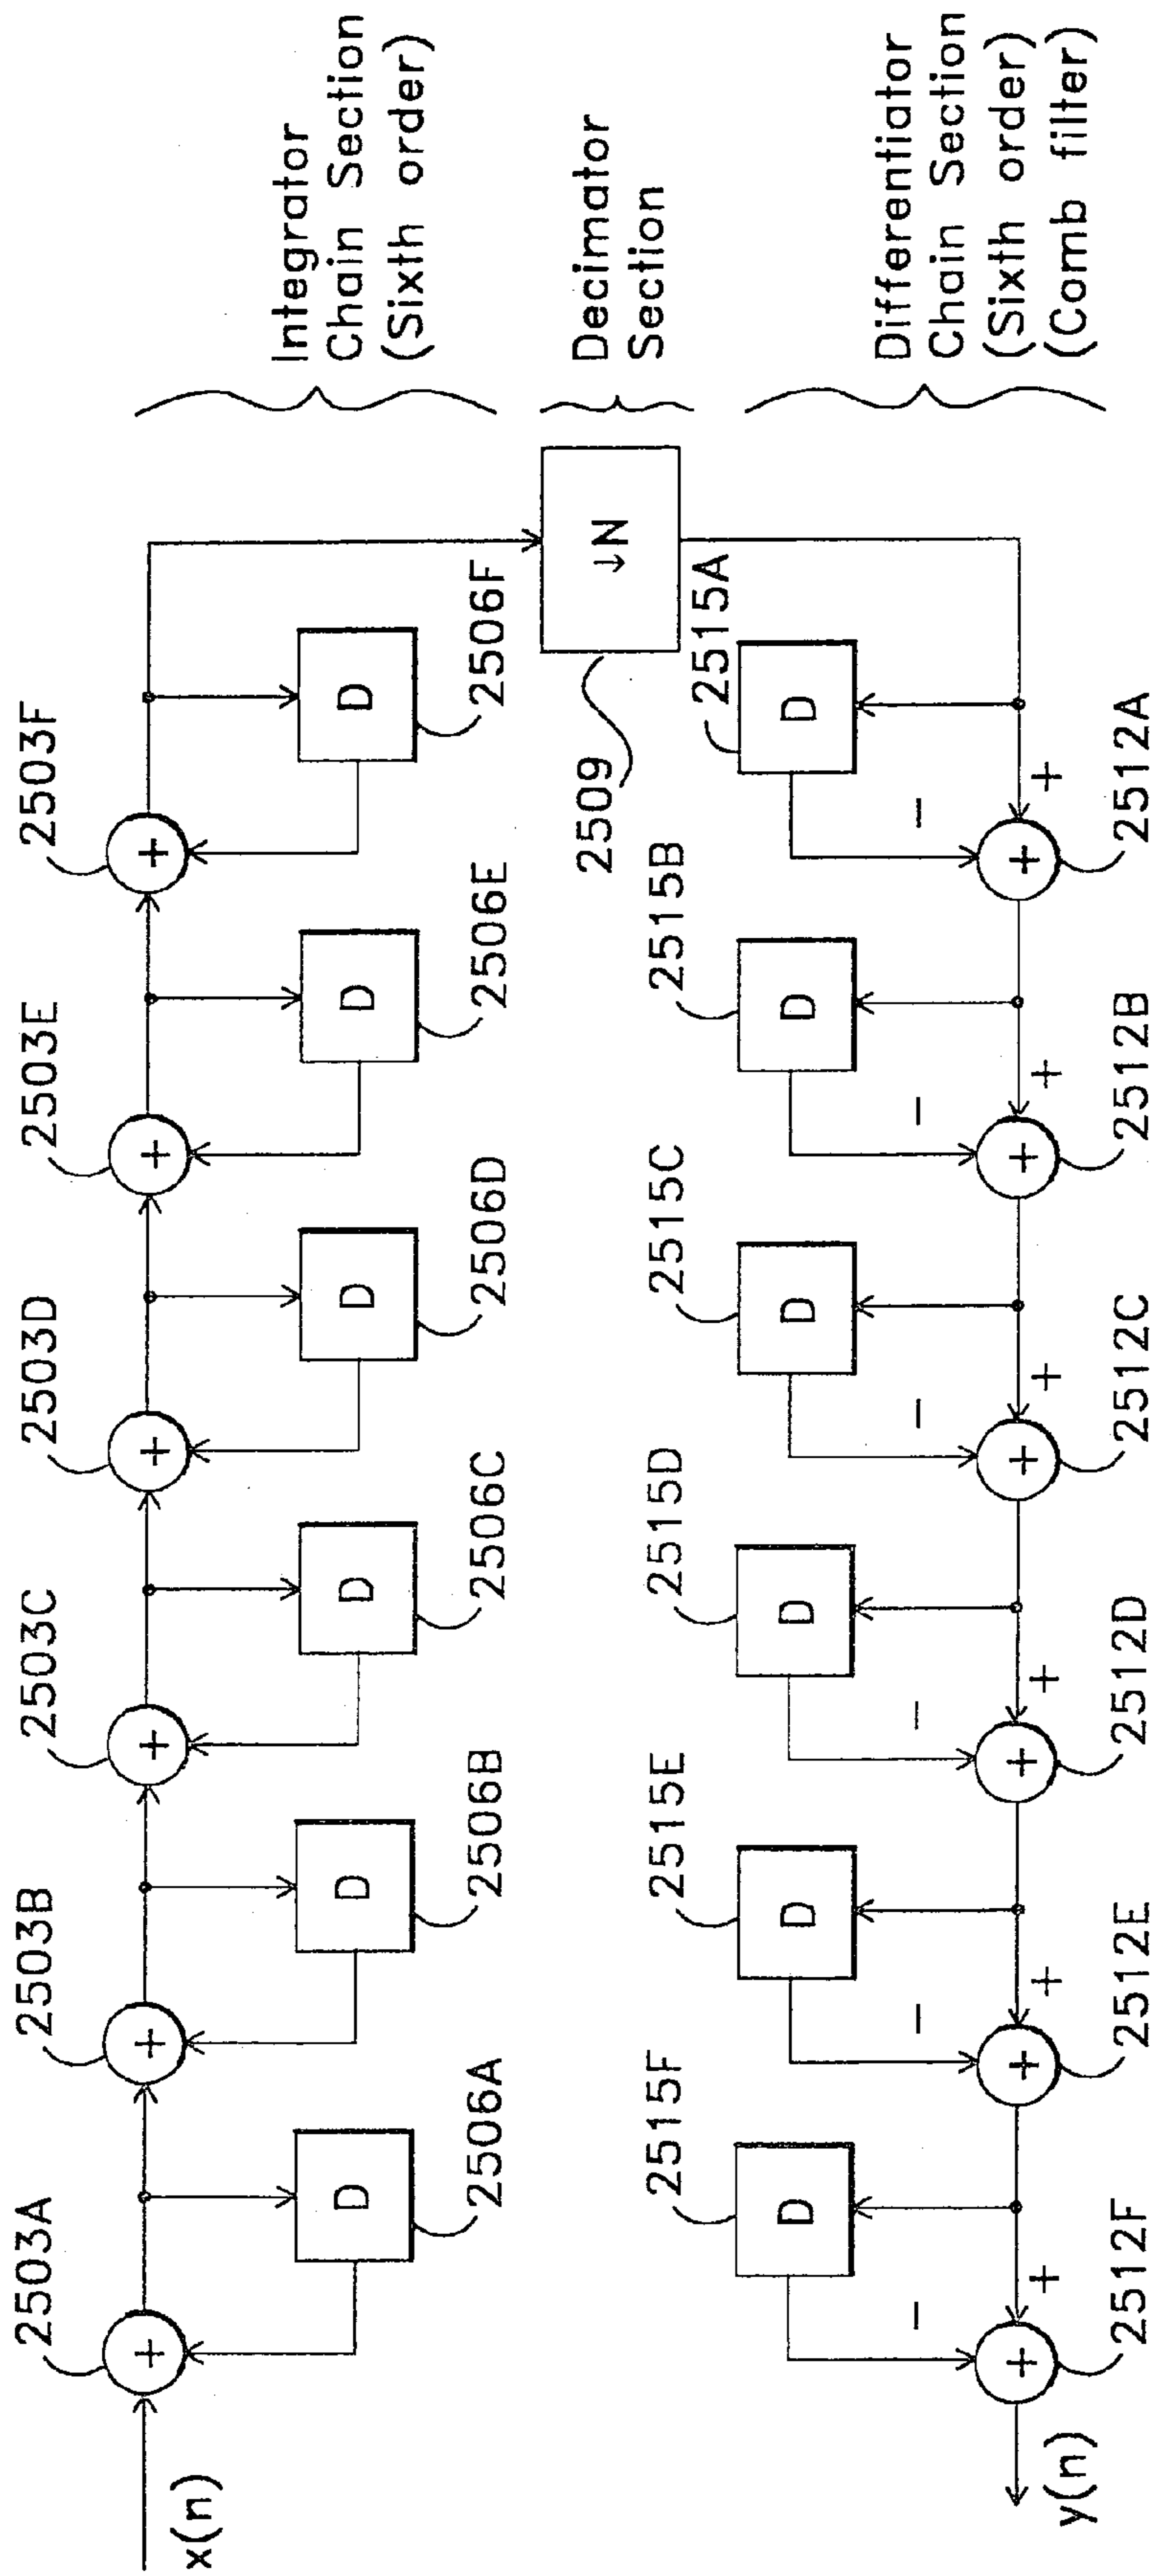 2503A
2503B
2503C
2503D
2503E
2503F
x(n)
+
+
+
+
+
+
D
D
D
D
D
D
2506A
2506B
2506C
2506D
2506E
2506F
Integrator
Chain Section
(Sixth order)
2509
↓N
Decimator
Section
2515F
2515E
2515D
2515C
2515B
2515A
D
D
D
D
D
D
−
−
−
−
−
−
+
+
+
+
+
+
+
+
+
+
+
+
y(n)
2512F
2512E
2512D
2512C
2512B
2512A
Differentiator
Chain Section
(Sixth order)
(Comb filter)